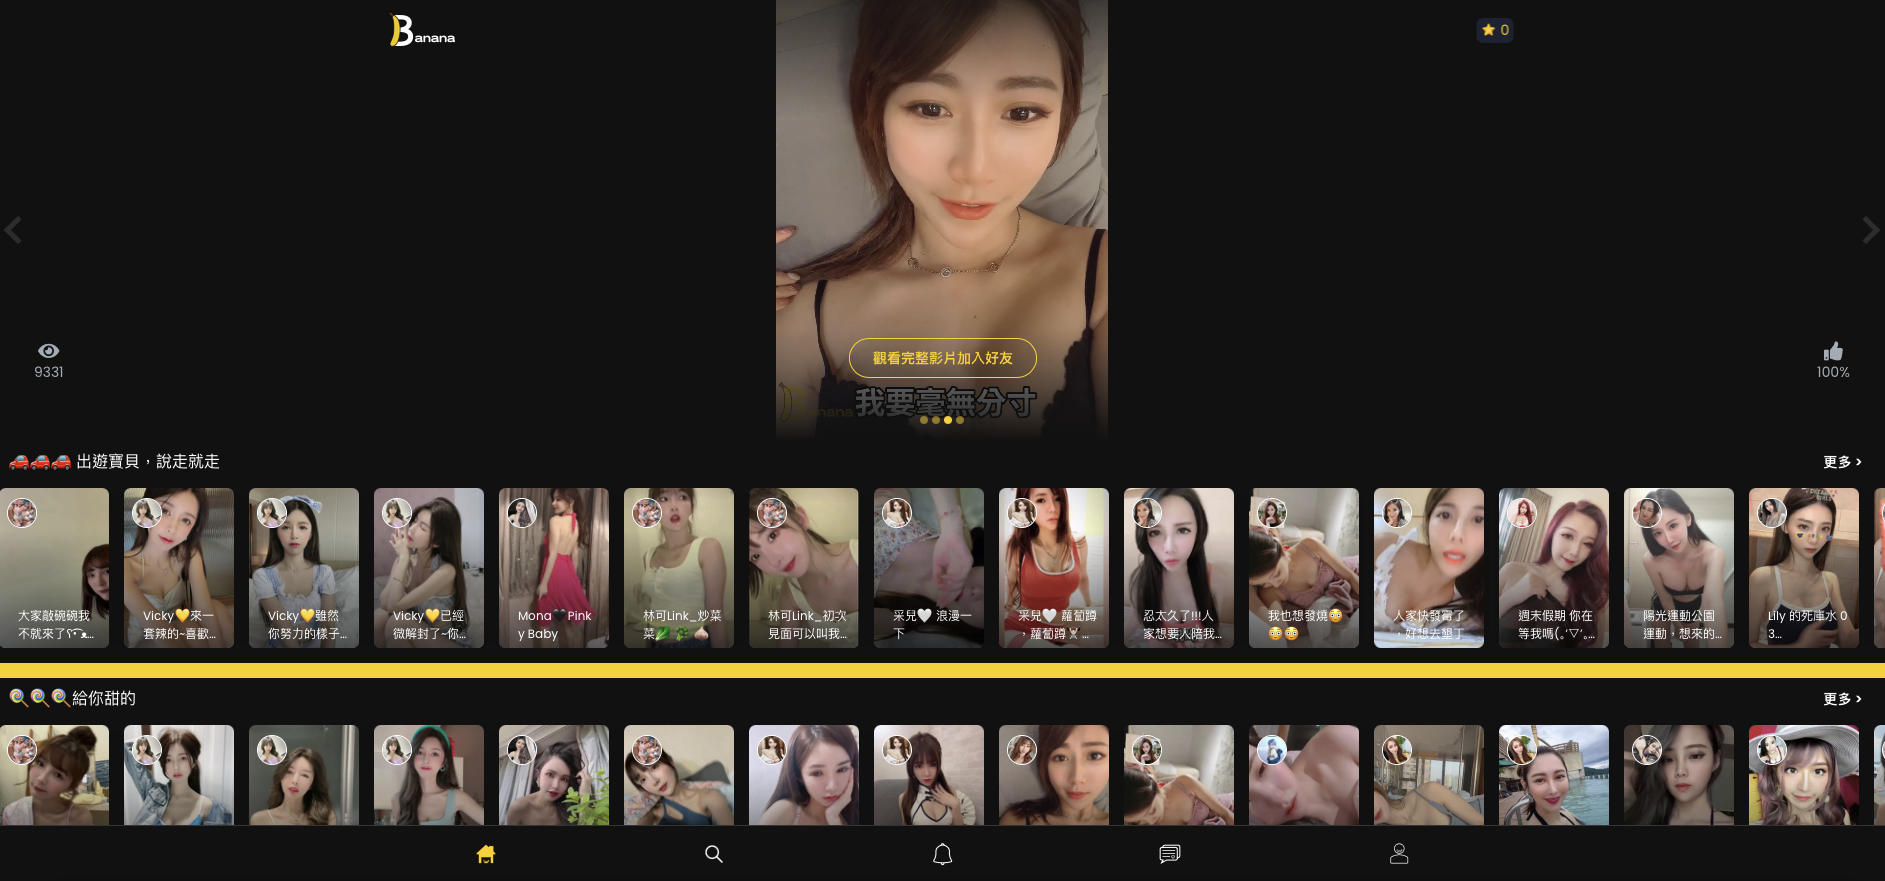 Banana
0
觀看完整影片加入好友
9331
100%
我要毫無分寸
出遊寶貝，說走就走
更多 >
大家敲碗碗我
不就來了
Vicky💛來一
套辣的~喜歡...
Vicky💛雖然
你努力的樣子...
Vicky💛已經
微解封了~你...
Mona🖤Pink
y Baby
林可Link_炒菜
菜
林可Link_初次
見面可以叫我...
采兒🤍 浪漫一
下
采兒🤍 蘿蔔蹲
，蘿蔔蹲🏋...
忍太久了!!!人
家想要人陪我...
我也想發燒😳
😳😳
人家快發霉了
，好想去墾丁
週末假期 你在
等我嗎(｡'▽'｡...
陽光運動公園
運動，想來的...
Lily 的死庫水 0
3...
🍭🍭🍭給你甜的
更多 >